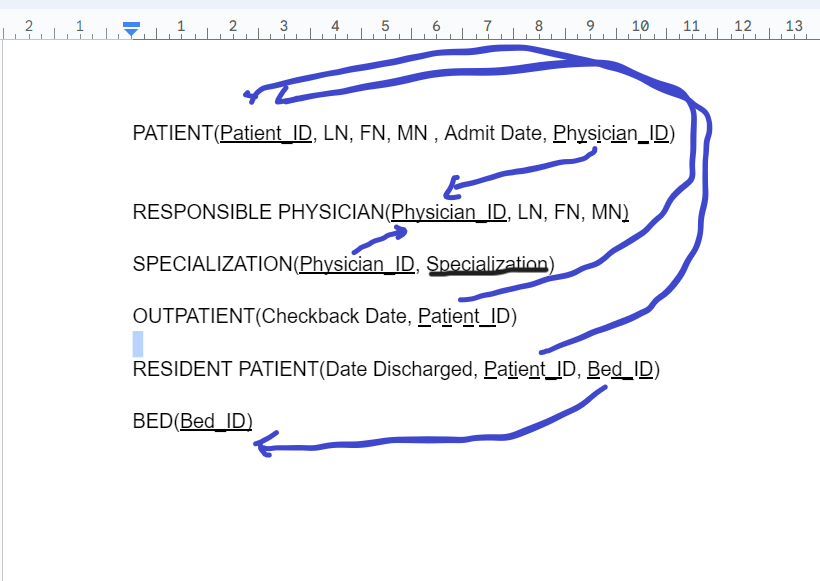 2 1 1 2 3 4 5 6 7 8 9 10 11 12 13
PATIENT(Patient_ID, LN, FN, MN , Admit Date, Physician_ID)
RESPONSIBLE PHYSICIAN(Physician_ID, LN, FN, MN)
SPECIALIZATION(Physician_ID, Specialization)
OUTPATIENT(Checkback Date, Patient_ID)
RESIDENT PATIENT(Date Discharged, Patient_ID, Bed_ID)
BED(Bed_ID)